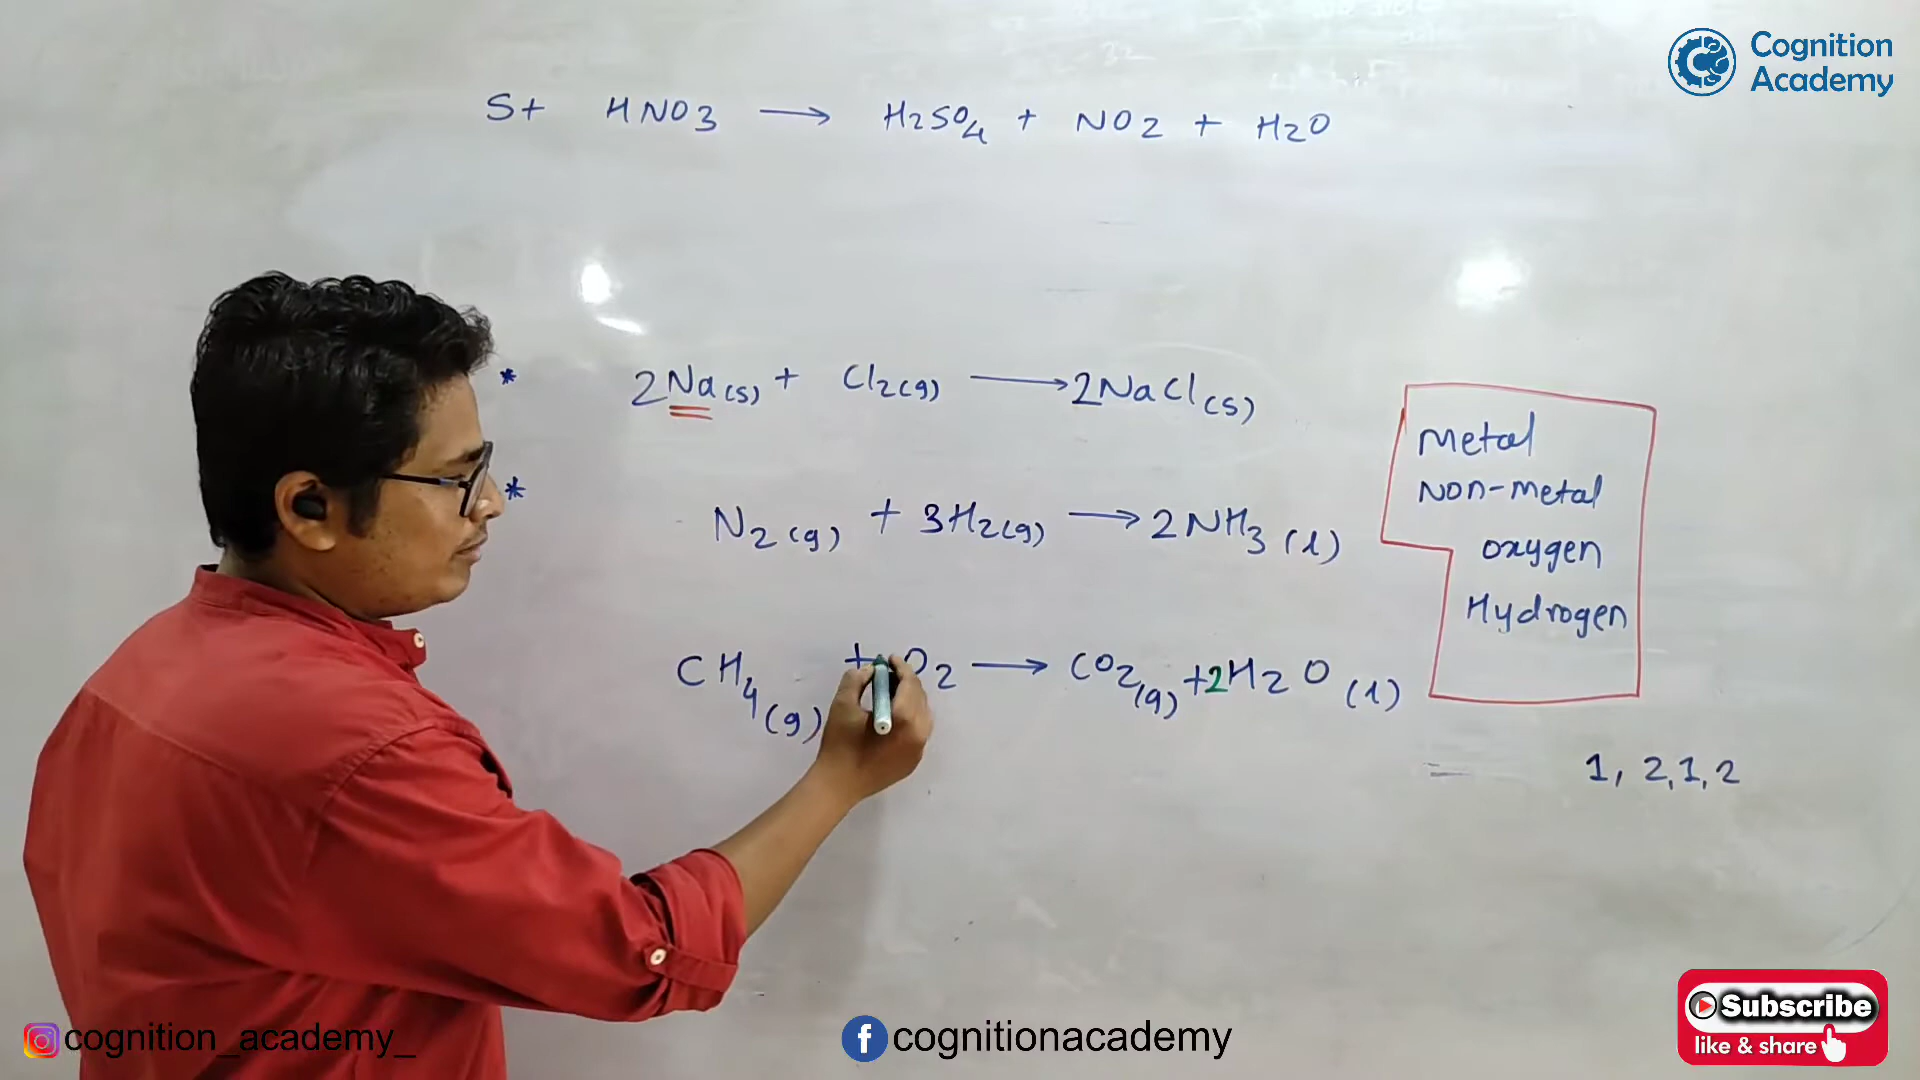 Cognition
Academy
S+ HNO3 → H2SO4 + NO2 + H2O
* 2Na(s) + Cl2(g) → 2NaCl(s)
* N2(g) + 3H2(g) → 2NH3(l)
CH4(g) + O2 → CO2(g) + 2H2O(l)
Metal
Non-metal
oxygen
Hydrogen
1, 2, 1, 2
cognition_academy_
cognitionacademy
Subscribe
like & share